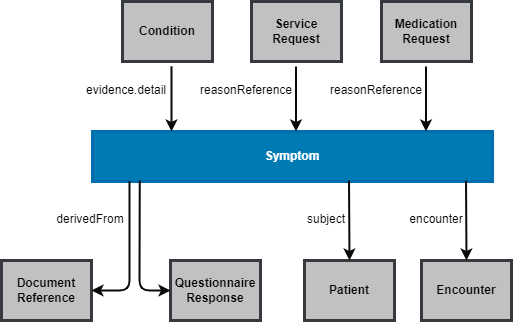 Condition
Service
Request
Medication
Request
evidence.detail
reasonReference
reasonReference
Symptom
derivedFrom
subject
encounter
Document
Reference
Questionnaire
Response
Patient
Encounter